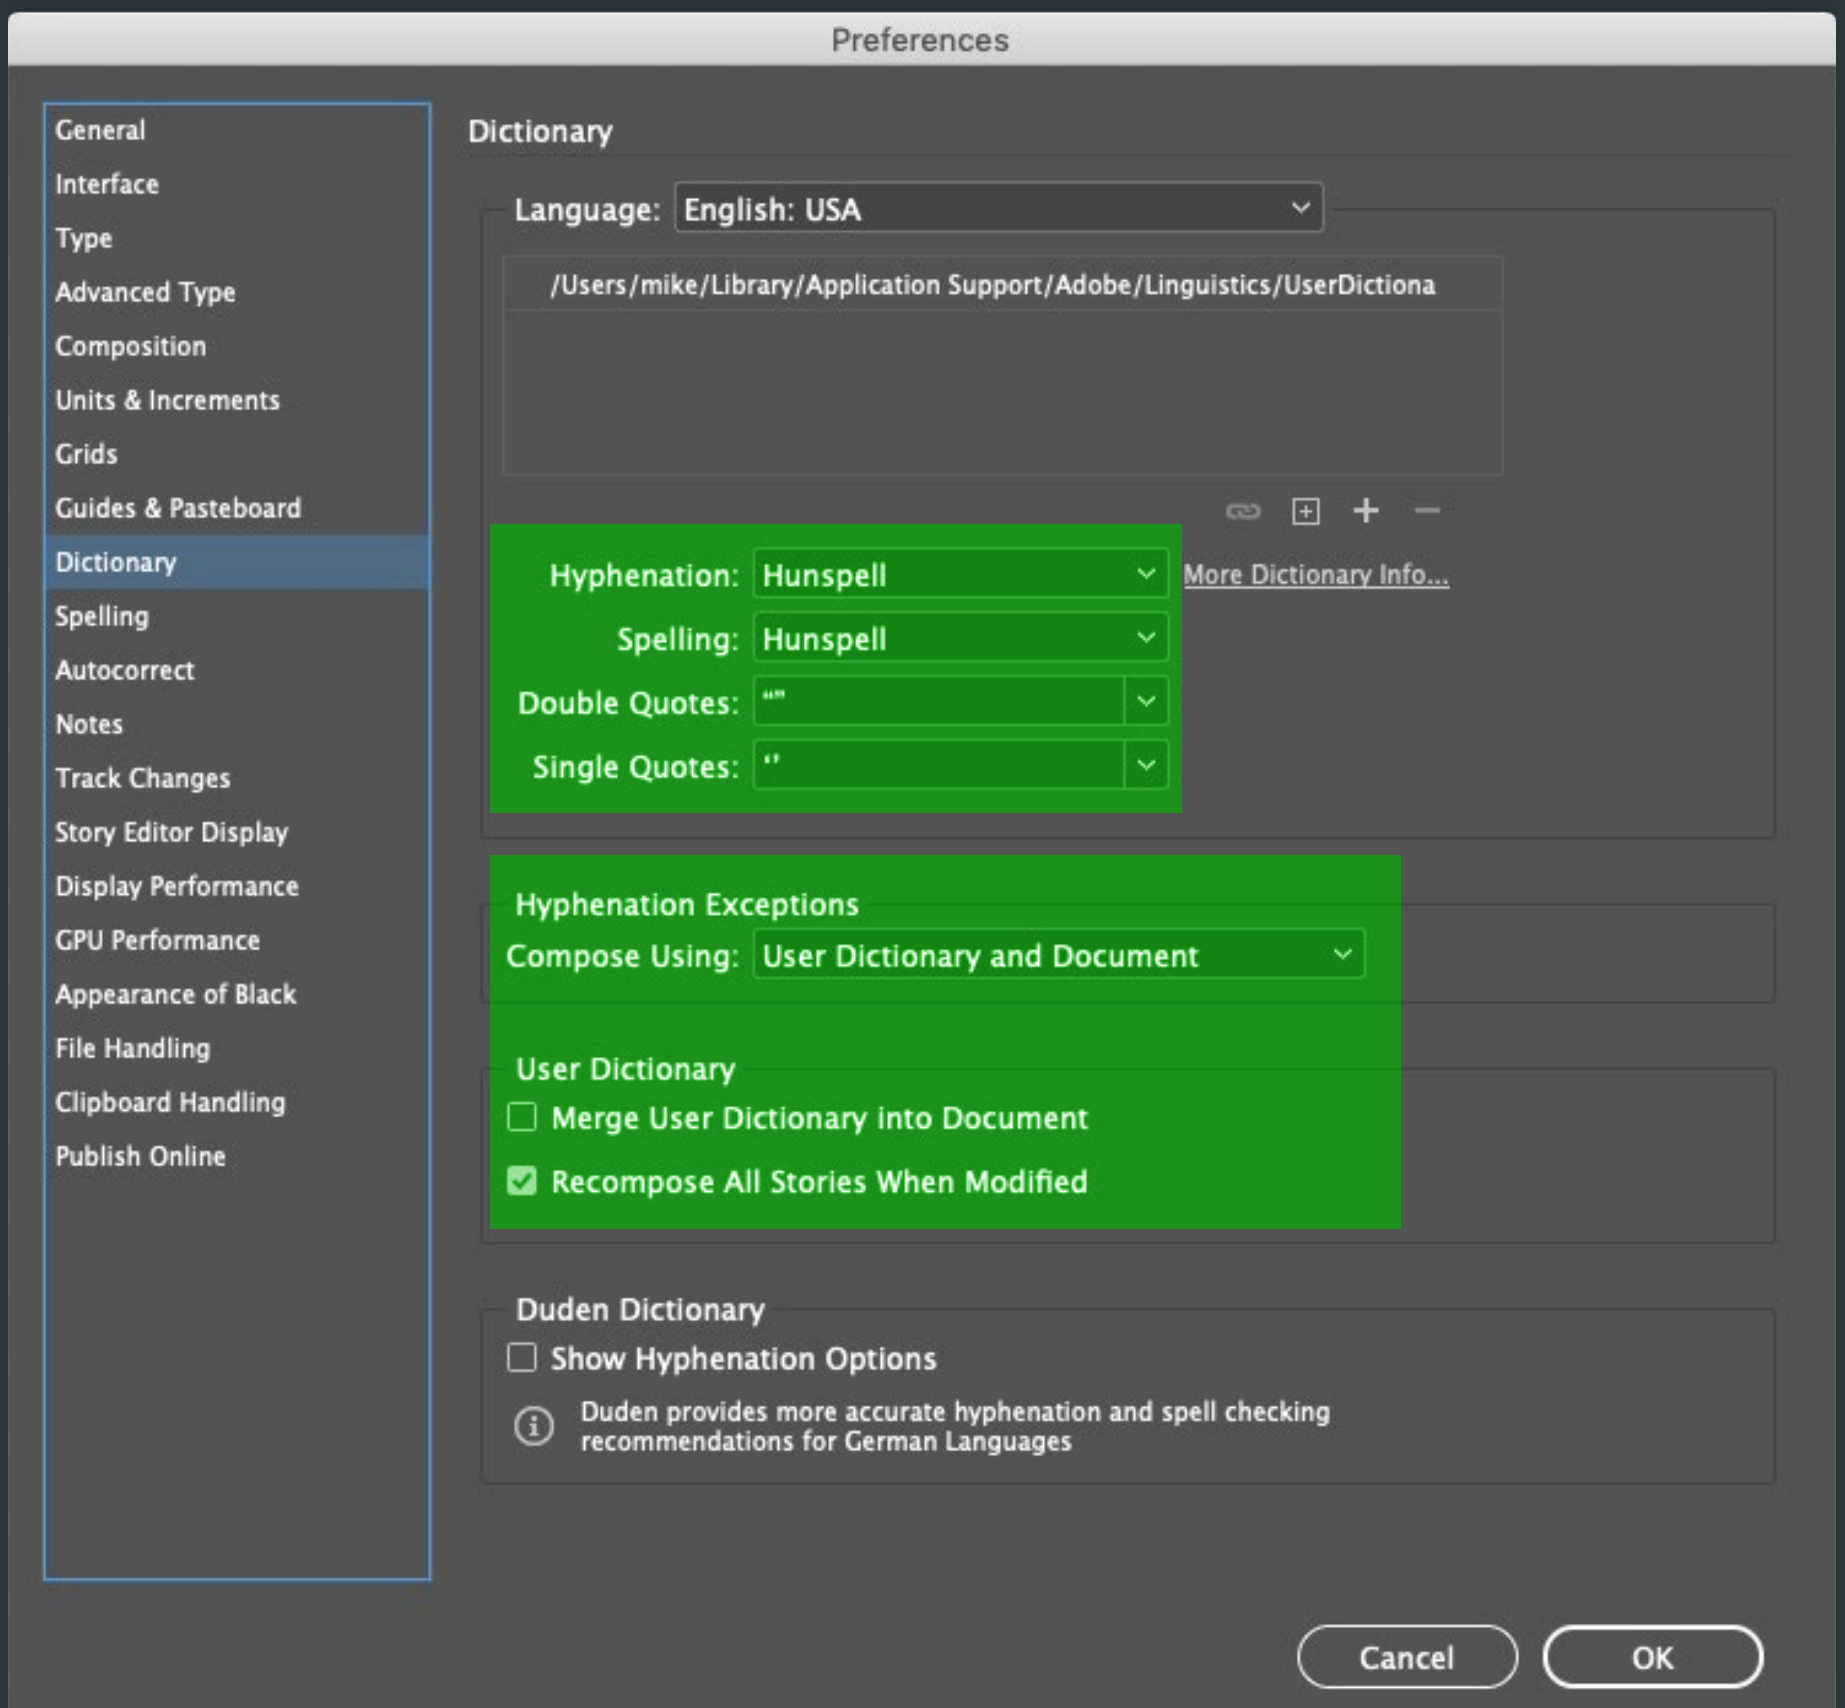 Preferences
General
Interface
Type
Advanced Type
Composition
Units & Increments
Grids
Guides & Pasteboard
Dictionary
Spelling
Autocorrect
Notes
Track Changes
Story Editor Display
Display Performance
GPU Performance
Appearance of Black
File Handling
Clipboard Handling
Publish Online
Dictionary
Language: English: USA
/Users/mike/Library/Application Support/Adobe/Linguistics/UserDictiona
Hyphenation: Hunspell More Dictionary Info...
Spelling: Hunspell
Double Quotes: “”
Single Quotes: ‘’
Hyphenation Exceptions
Compose Using: User Dictionary and Document
User Dictionary
Merge User Dictionary into Document
Recompose All Stories When Modified
Duden Dictionary
Show Hyphenation Options
Duden provides more accurate hyphenation and spell checking
recommendations for German Languages
Cancel OK